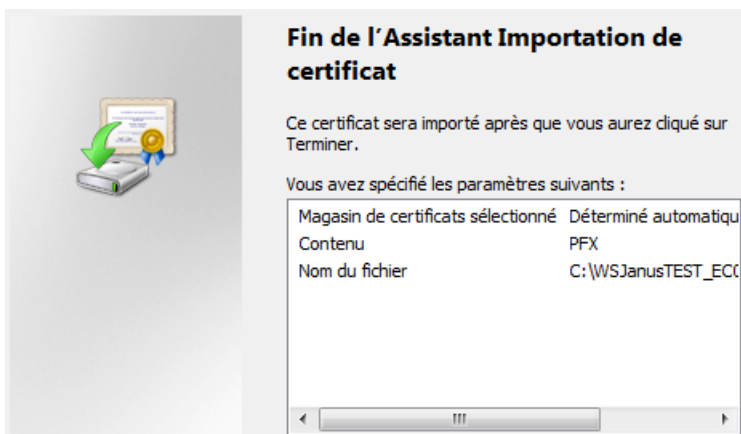 Fin de l'Assistant Importation de
certificat
Ce certificat sera importé après que vous aurez cliqué sur
Terminer.
Vous avez spécifié les paramètres suivants :
Magasin de certificats sélectionné Déterminé automatiqu
Contenu PFX
Nom du fichier C:\WSJanusTEST_EC(